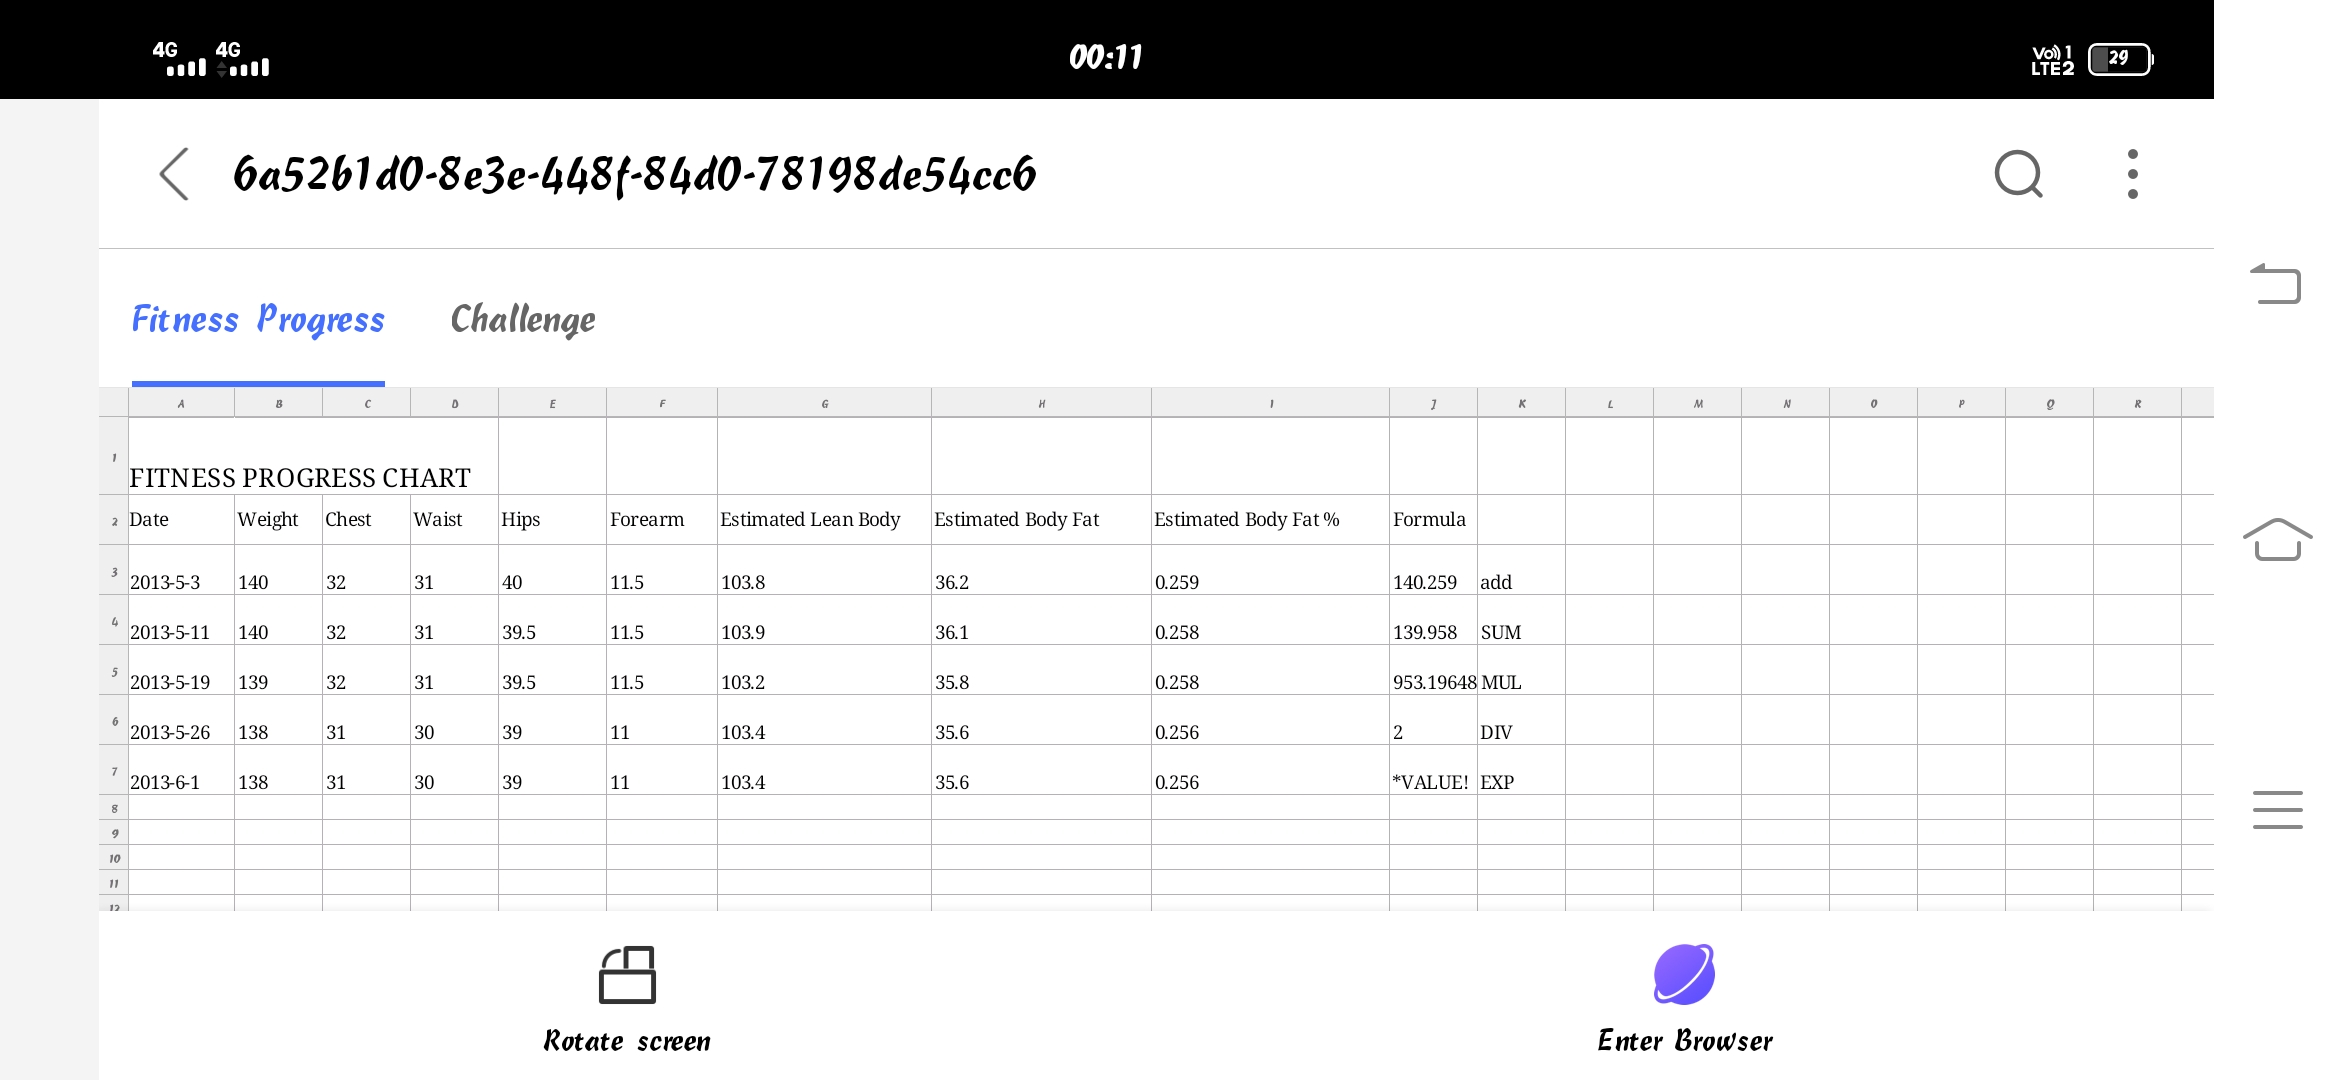 4G 4G 00:11 Vo)) 1 LTE2 29
6a52b1d0-8e3e-448f-84d0-78198de54cc6
Fitness Progress Challenge
A B C D E F G H I J K L M N O P Q R
1 FITNESS PROGRESS CHART
2 Date Weight Chest Waist Hips Forearm Estimated Lean Body Estimated Body Fat Estimated Body Fat % Formula
3 2013-5-3 140 32 31 40 11.5 103.8 36.2 0.259 140.259 add
4 2013-5-11 140 32 31 39.5 11.5 103.9 36.1 0.258 139.958 SUM
5 2013-5-19 139 32 31 39.5 11.5 103.2 35.8 0.258 953.19648 MUL
6 2013-5-26 138 31 30 39 11 103.4 35.6 0.256 2 DIV
7 2013-6-1 138 31 30 39 11 103.4 35.6 0.256 *VALUE! EXP
8
9
10
11
12
Rotate screen Enter Browser